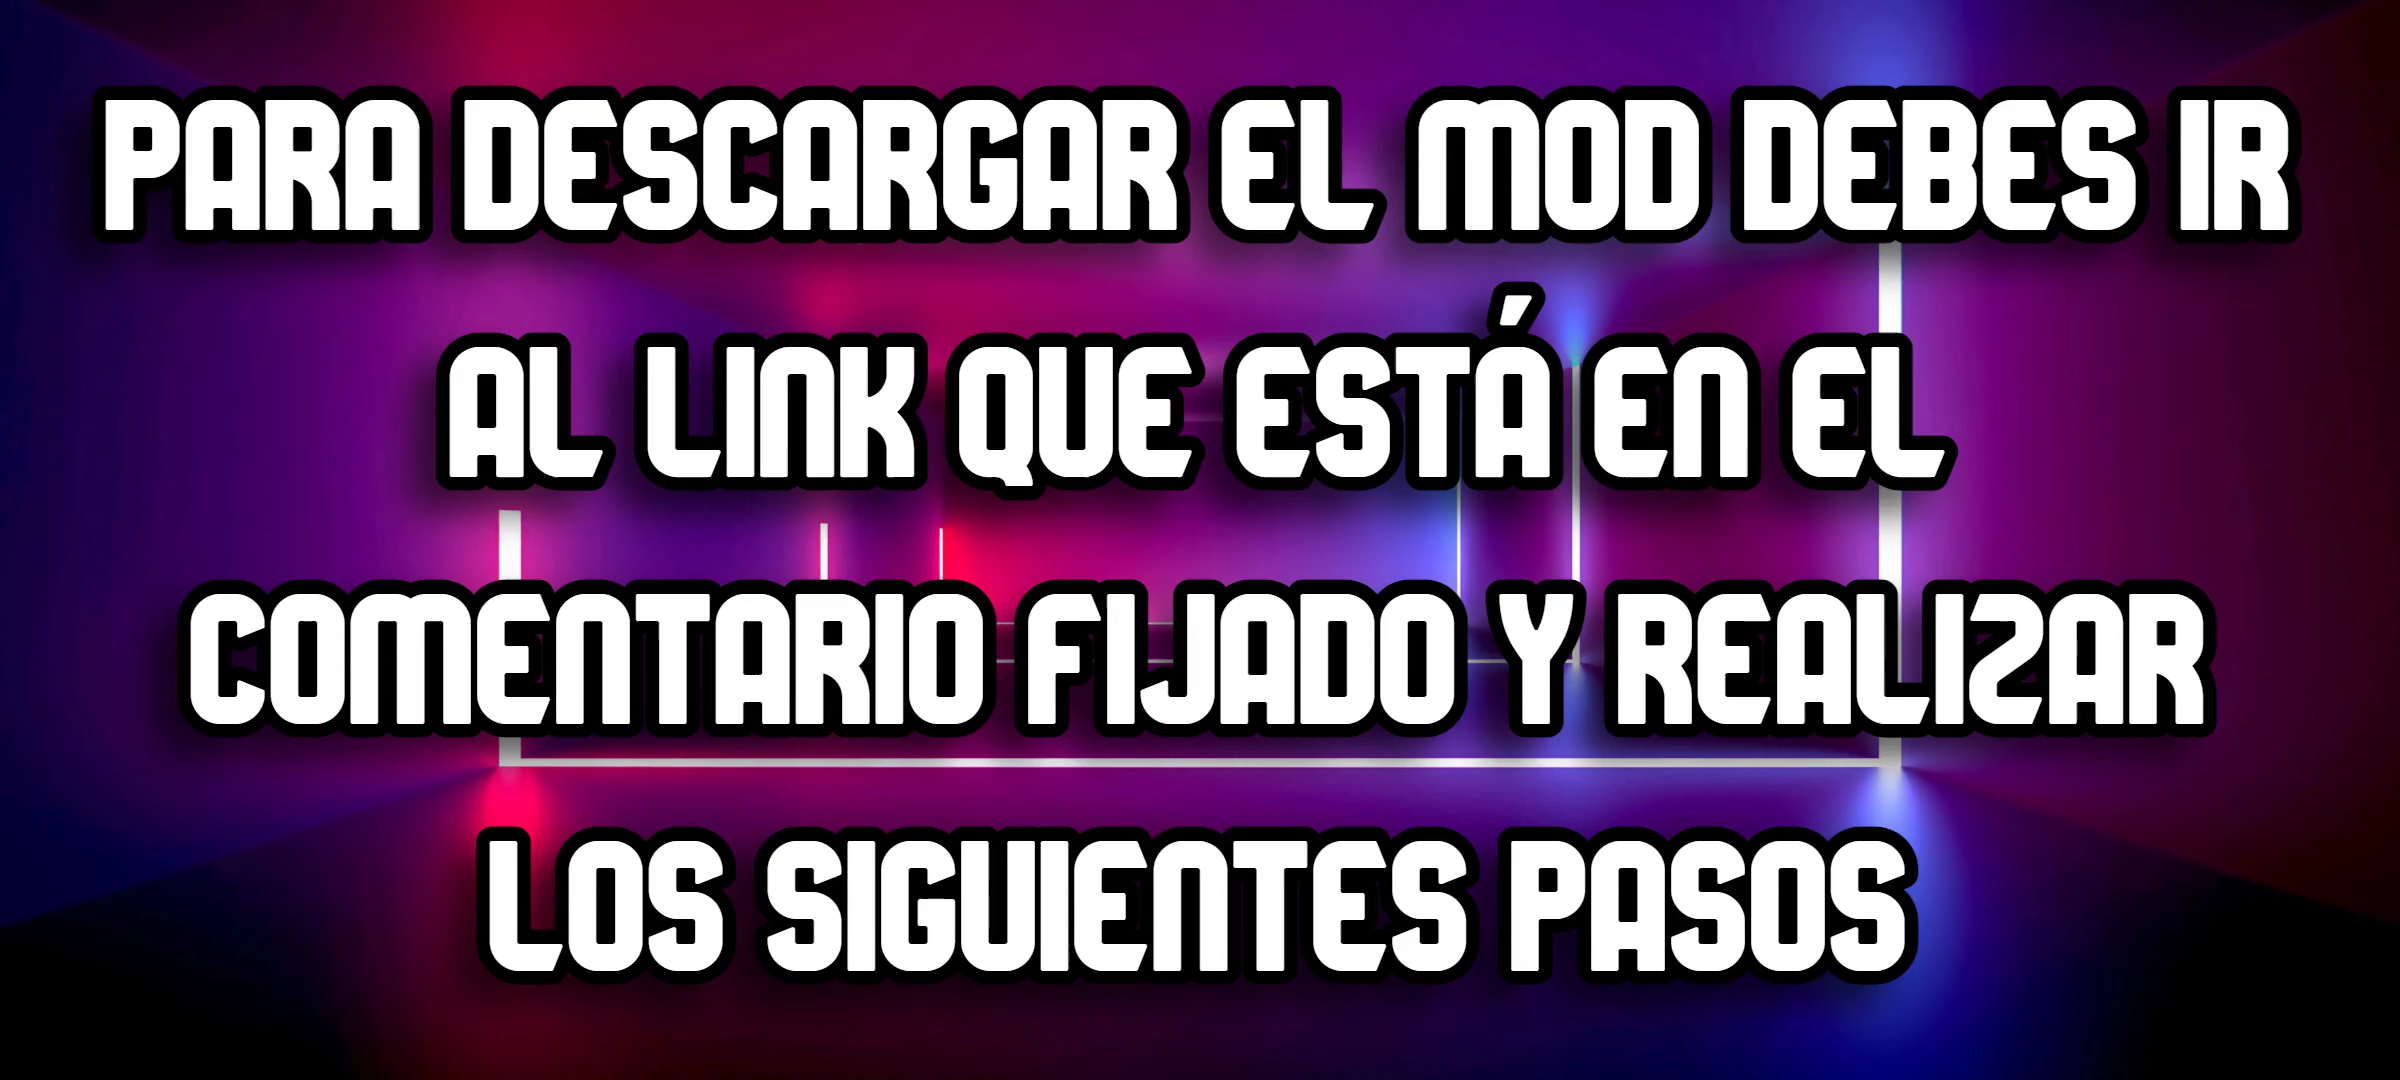 PARA DESCARGAR EL MOD DEBES IR
AL LINK QUE ESTÁ EN EL
COMENTARIO FIJADO Y REALIZAR
LOS SIGUIENTES PASOS